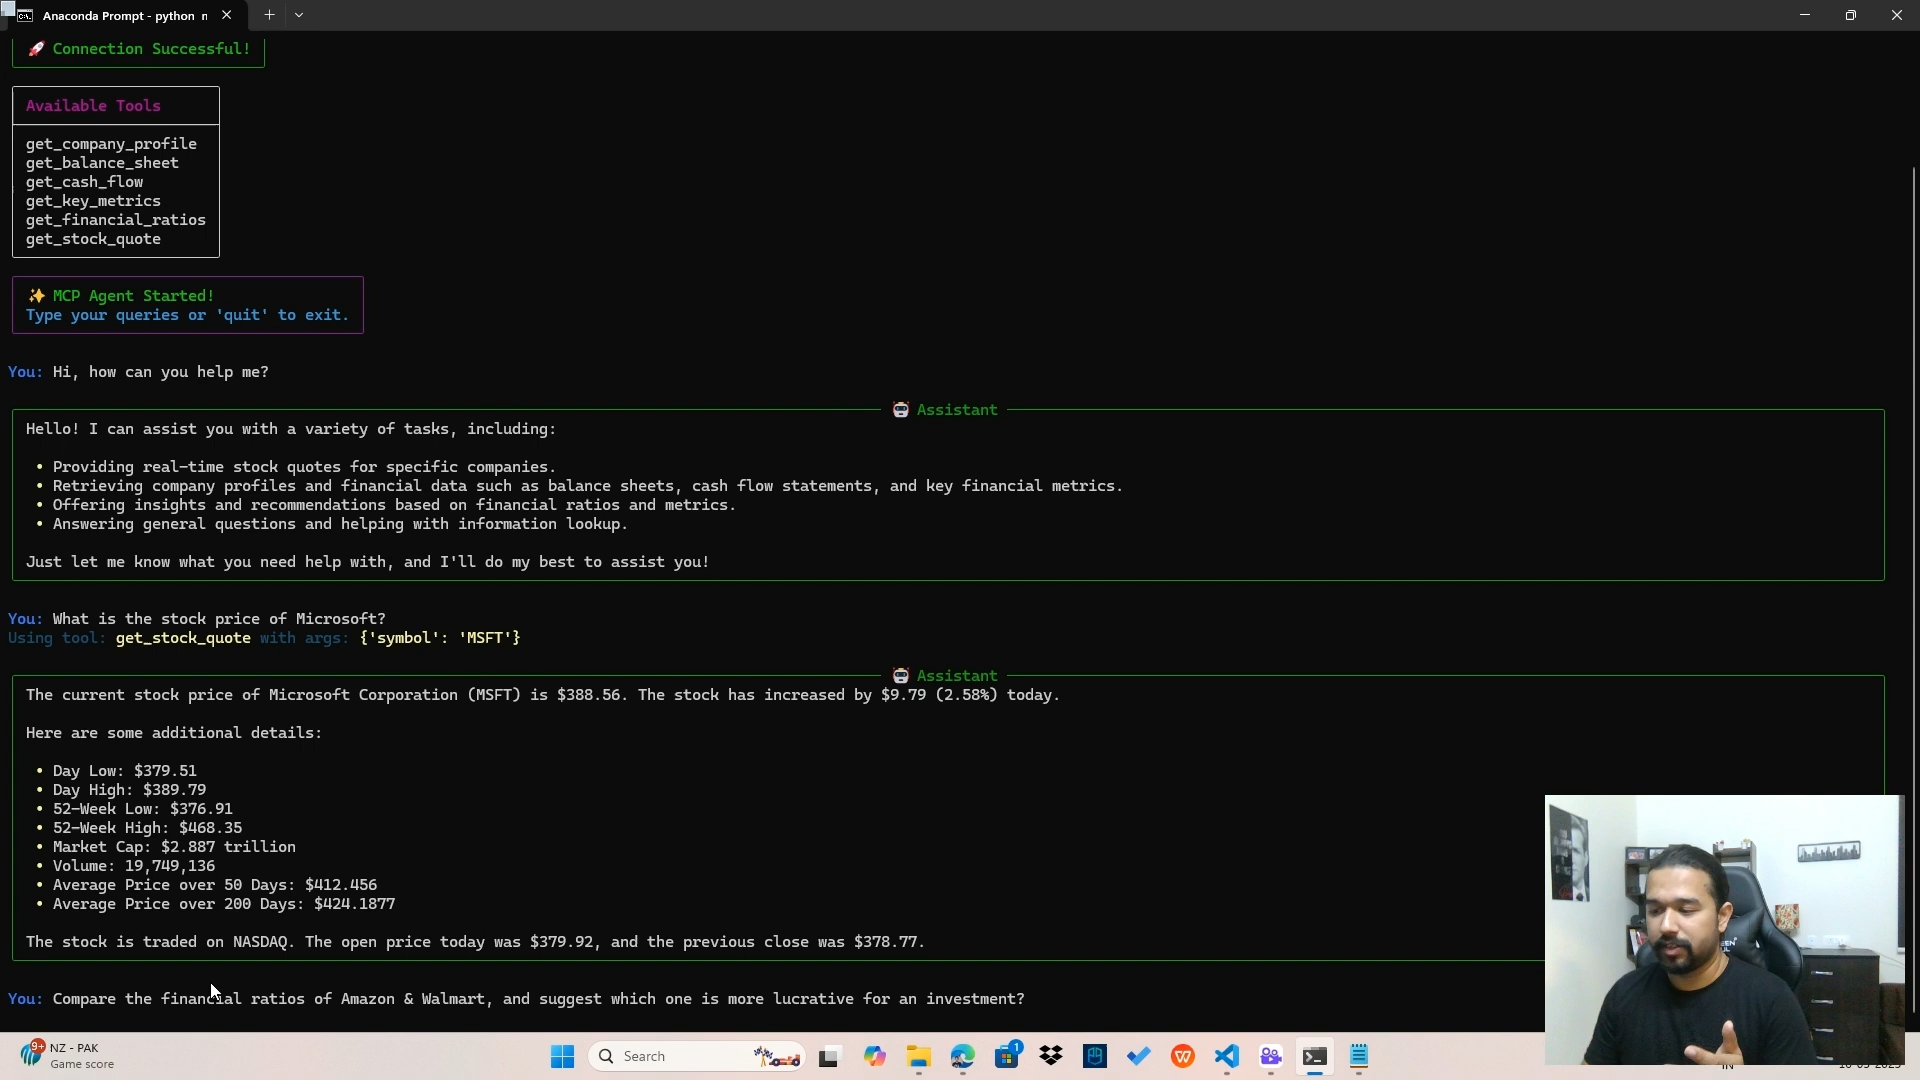 Anaconda Prompt - python n
🚀 Connection Successful!
Available Tools
get_company_profile
get_balance_sheet
get_cash_flow
get_key_metrics
get_financial_ratios
get_stock_quote
✨ MCP Agent Started!
Type your queries or 'quit' to exit.
You: Hi, how can you help me?
🤖 Assistant
Hello! I can assist you with a variety of tasks, including:
• Providing real-time stock quotes for specific companies.
• Retrieving company profiles and financial data such as balance sheets, cash flow statements, and key financial metrics.
• Offering insights and recommendations based on financial ratios and metrics.
• Answering general questions and helping with information lookup.
Just let me know what you need help with, and I'll do my best to assist you!
You: What is the stock price of Microsoft?
Using tool: get_stock_quote with args: {'symbol': 'MSFT'}
🤖 Assistant
The current stock price of Microsoft Corporation (MSFT) is $388.56. The stock has increased by $9.79 (2.58%) today.
Here are some additional details:
• Day Low: $379.51
• Day High: $389.79
• 52-Week Low: $376.91
• 52-Week High: $468.35
• Market Cap: $2.887 trillion
• Volume: 19,749,136
• Average Price over 50 Days: $412.456
• Average Price over 200 Days: $424.1877
The stock is traded on NASDAQ. The open price today was $379.92, and the previous close was $378.77.
You: Compare the financial ratios of Amazon & Walmart, and suggest which one is more lucrative for an investment?
9+
NZ - PAK
Game score
Search
1